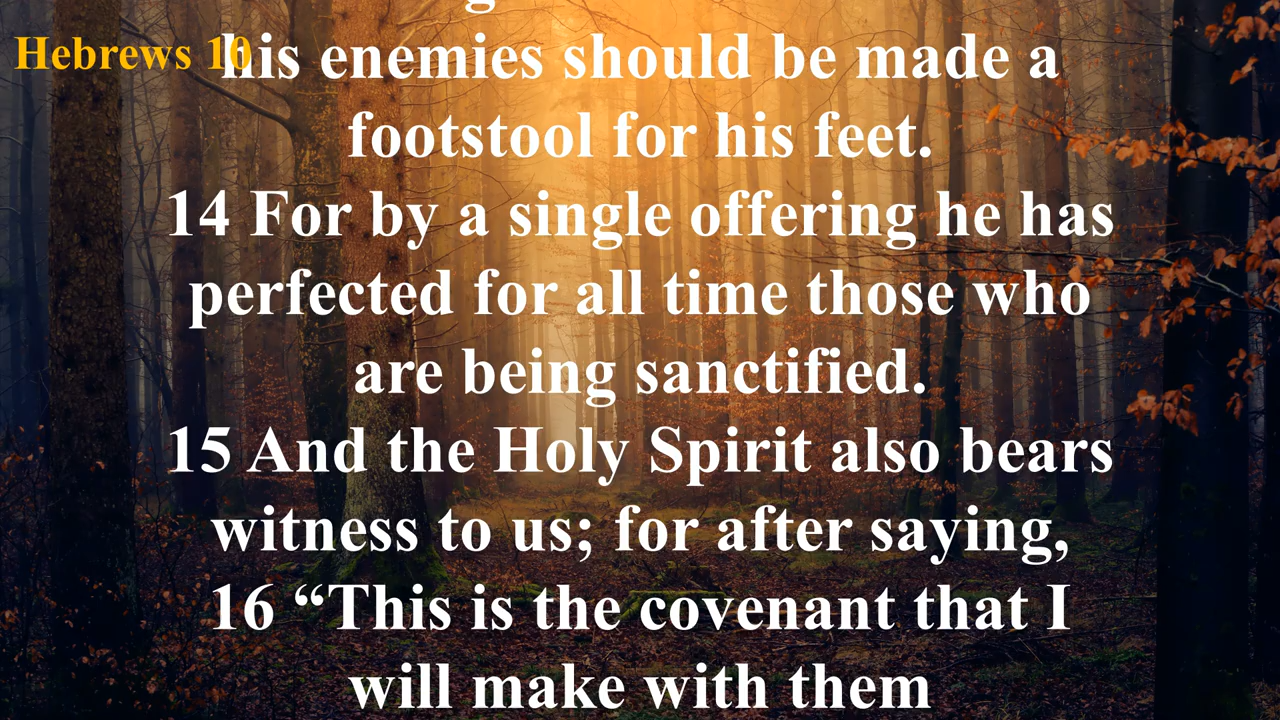 Hebrews 10
his enemies should be made a
footstool for his feet.
14 For by a single offering he has
perfected for all time those who
are being sanctified.
15 And the Holy Spirit also bears
witness to us; for after saying,
16 “This is the covenant that I
will make with them